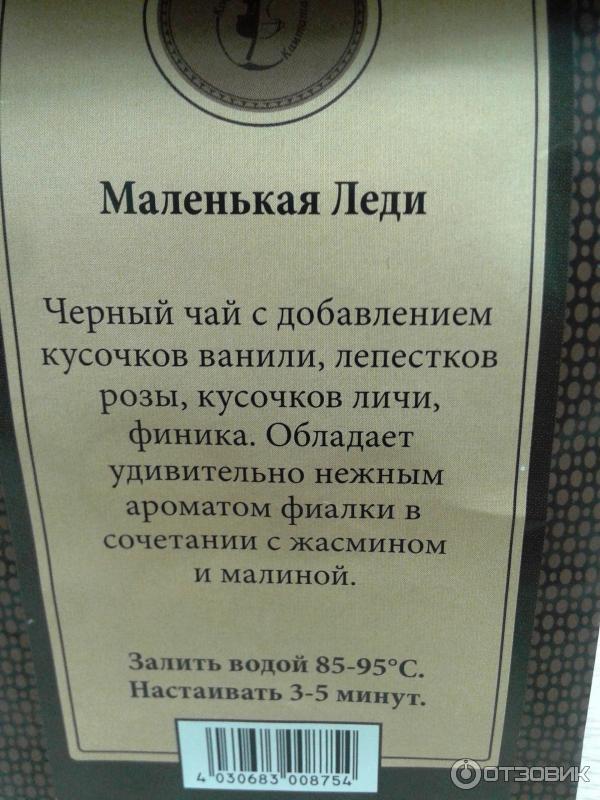 Маленькая Леди
Черный чай с добавлением
кусочков ванили, лепестков
розы, кусочков личи,
финика. Обладает
удивительно нежным
ароматом фиалки в
сочетании с жасмином
и малиной.
Залить водой 85-95°С.
Настаивать 3-5 минут.
4 030683 008754
ОТЗОВИК